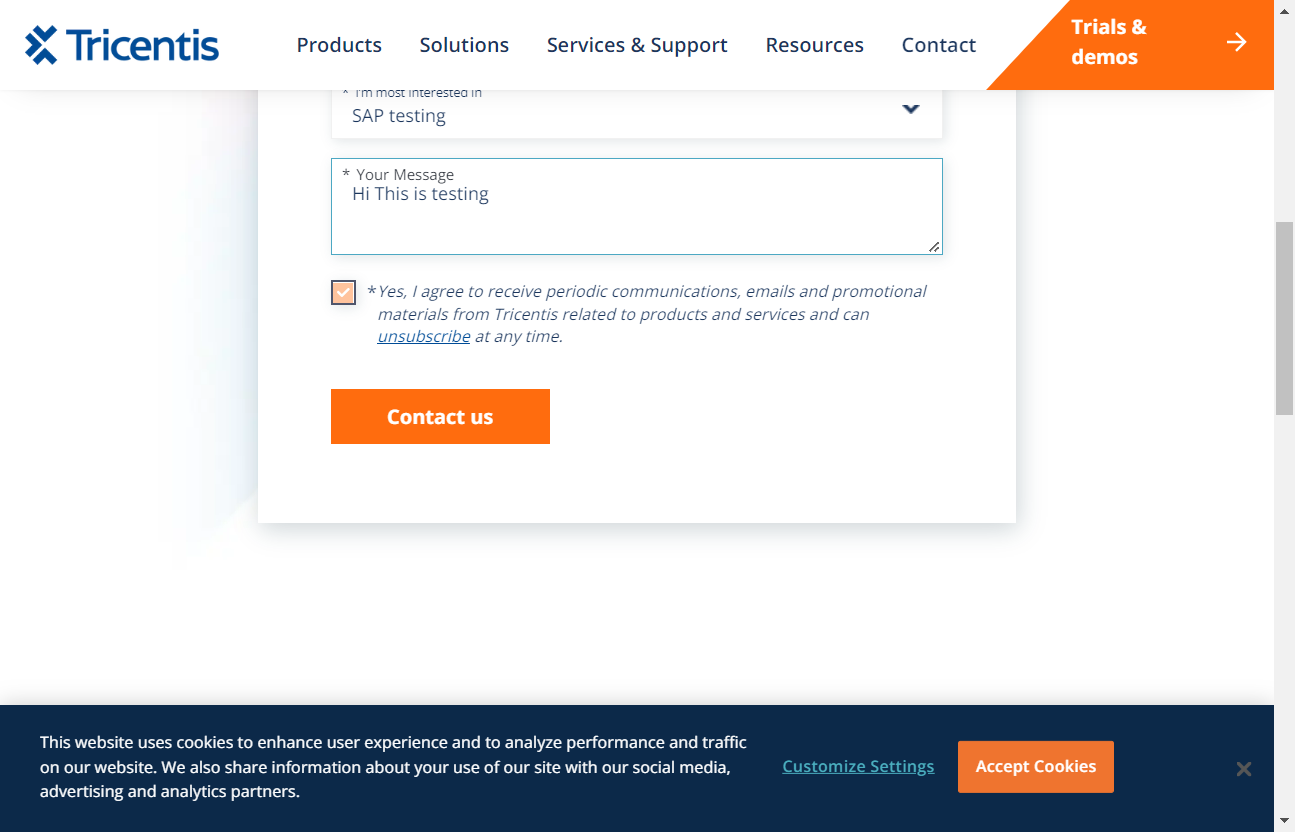 Tricentis
Products
Solutions
Services & Support
Resources
Contact
Trials &
demos
* I'm most interested in
SAP testing
* Your Message
Hi This is testing
*Yes, I agree to receive periodic communications, emails and promotional
materials from Tricentis related to products and services and can
unsubscribe at any time.
Contact us
This website uses cookies to enhance user experience and to analyze performance and traffic
on our website. We also share information about your use of our site with our social media,
advertising and analytics partners.
Customize Settings
Accept Cookies